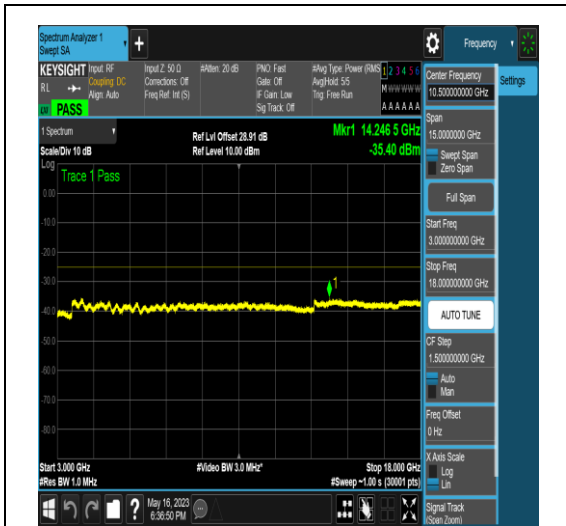 Spectrum Analyzer 1
Swept SA
+
Frequency
KEYSIGHT
Input: RF
Coupling: DC
Align: Auto
Input Z: 50 Ω
Corrections: Off
Freq Ref: Int (S)
#Atten: 20 dB
PNO: Fast
Gate: Off
IF Gain: Low
Sig Track: Off
#Avg Type: Power (RMS
Avg|Hold: 5/5
Trig: Free Run
1 2 3 4 5 6
M W W W W W
A A A A A A
R L
PASS
1 Spectrum
Scale/Div 10 dB
Ref Lvl Offset 28.91 dB
Ref Level 10.00 dBm
Mkr1 14.246 5 GHz
-35.40 dBm
Log
Trace 1 Pass
0.00
-10.0
-20.0
-30.0
-40.0
-50.0
-60.0
-70.0
-80.0
1
Start 3.000 GHz
#Res BW 1.0 MHz
#Video BW 3.0 MHz*
Stop 18.000 GHz
#Sweep ~1.00 s (30001 pts)
May 16, 2023
6:36:50 PM
?
Center Frequency
10.500000000 GHz
Settings
Span
15.0000000 GHz
Swept Span
Zero Span
Full Span
Start Freq
3.000000000 GHz
Stop Freq
18.000000000 GHz
AUTO TUNE
CF Step
1.500000000 GHz
Auto
Man
Freq Offset
0 Hz
X Axis Scale
Log
Lin
Signal Track
(Span Zoom)